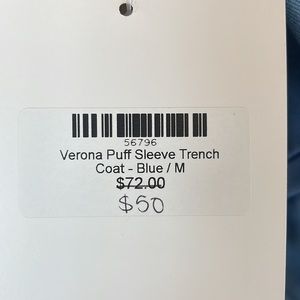 56796
Verona Puff Sleeve Trench
Coat - Blue / M
$72.00
$50